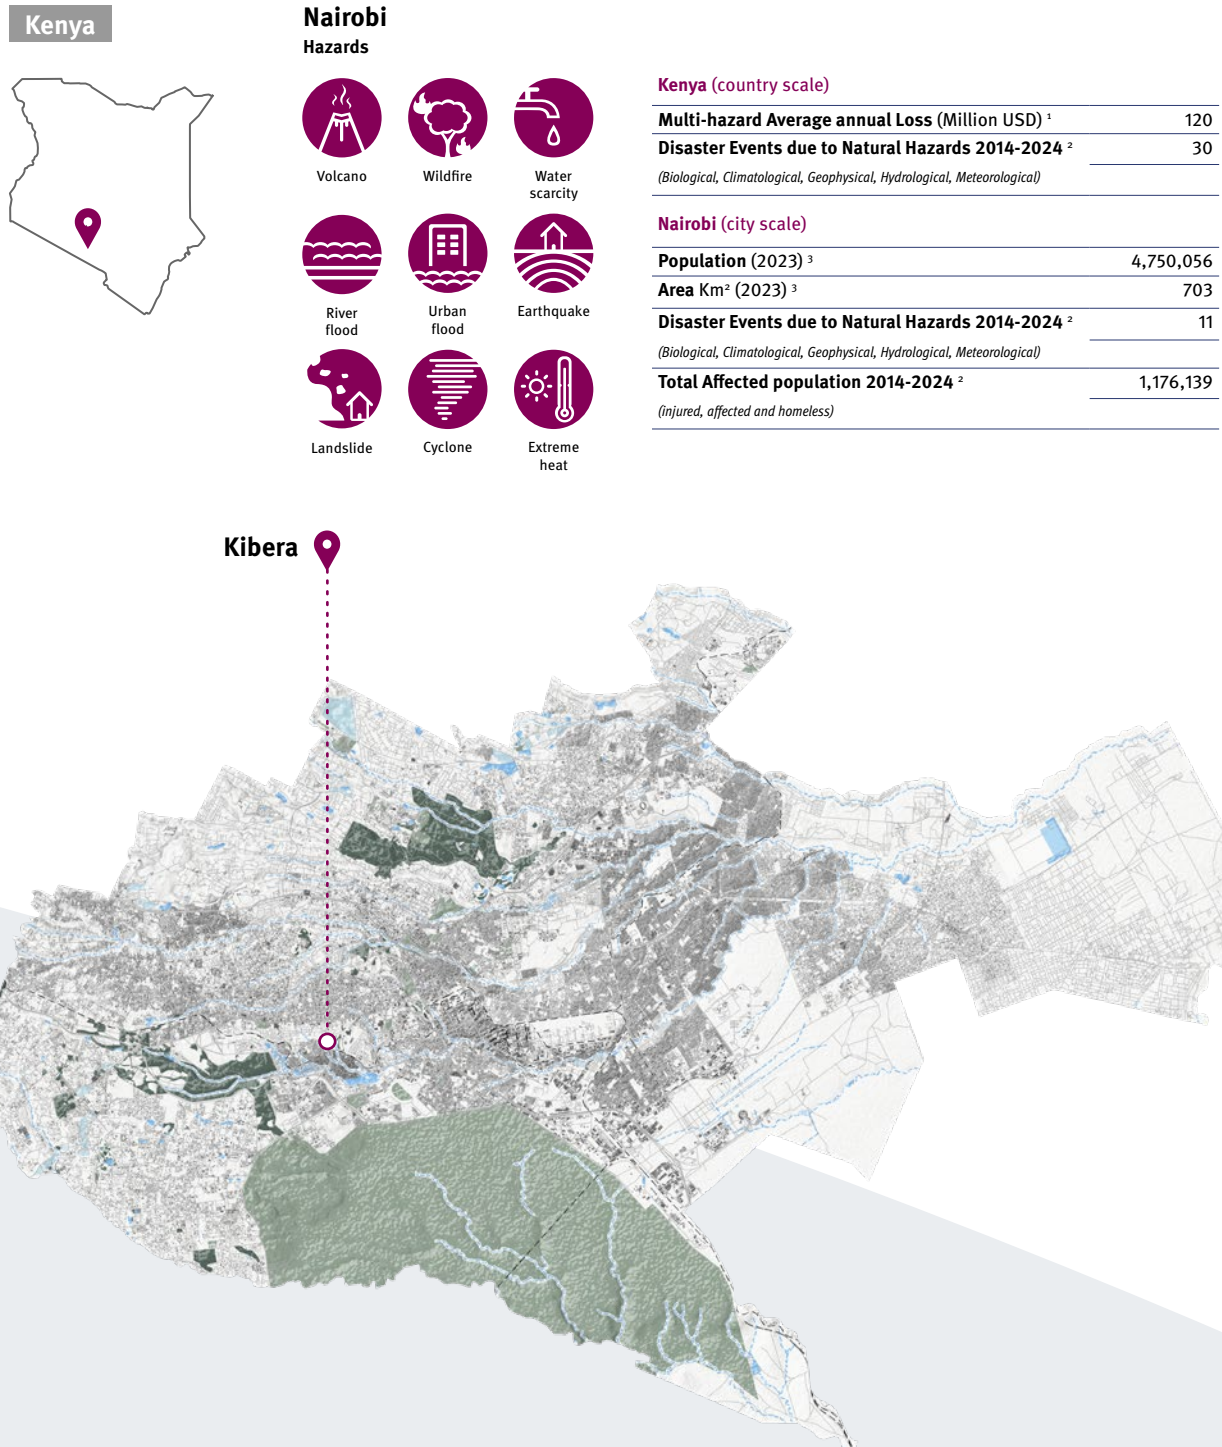 Kenya
Nairobi
Hazards
Volcano
Wildfire
Water
scarcity
River
flood
Urban
flood
Earthquake
Landslide
Cyclone
Extreme
heat
Kenya (country scale)
Multi-hazard Average annual Loss (Million USD) ¹ 120
Disaster Events due to Natural Hazards 2014-2024 ² 30
(Biological, Climatological, Geophysical, Hydrological, Meteorological)
Nairobi (city scale)
Population (2023) ³ 4,750,056
Area Km² (2023) ³ 703
Disaster Events due to Natural Hazards 2014-2024 ² 11
(Biological, Climatological, Geophysical, Hydrological, Meteorological)
Total Affected population 2014-2024 ² 1,176,139
(injured, affected and homeless)
Kibera